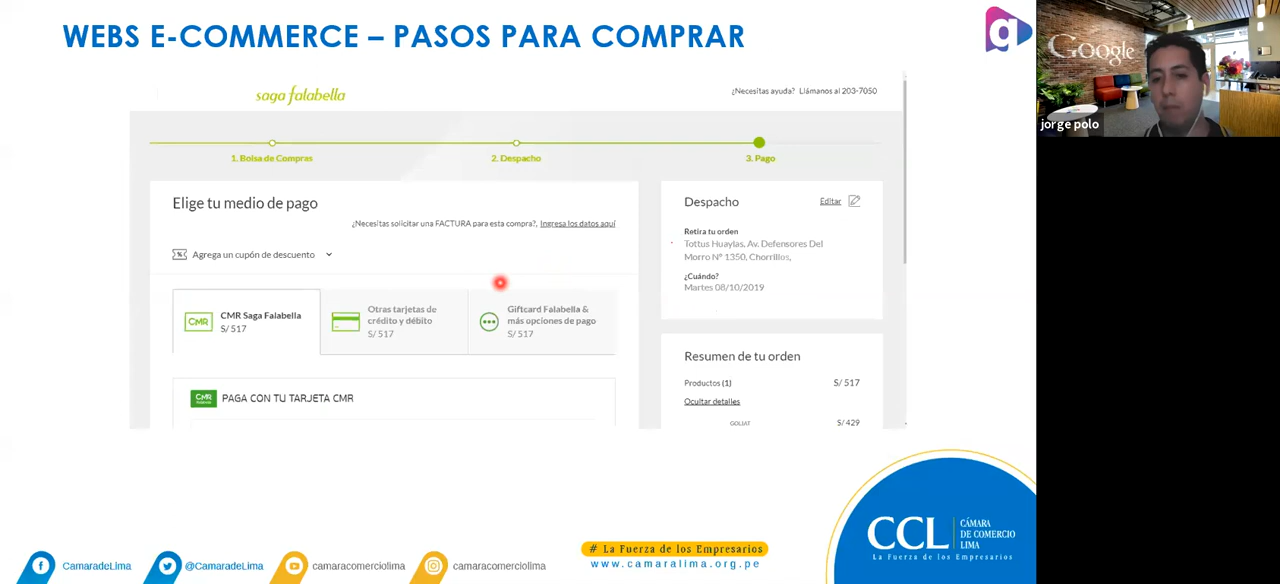 WEBS E-COMMERCE – PASOS PARA COMPRAR
g
Google
jorge polo
saga falabella
¿Necesitas ayuda? Llámanos al 203-7050
1. Bolsa de Compras
2. Despacho
3. Pago
Elige tu medio de pago
¿Necesitas solicitar una FACTURA para esta compra?, Ingresa los datos aquí
Agrega un cupón de descuento
CMR
CMR Saga Falabella
S/ 517
Otras tarjetas de
crédito y débito
S/ 517
Giftcard Falabella &
más opciones de pago
S/ 517
CMR
PAGA CON TU TARJETA CMR
Despacho
Editar
Retira tu orden
Tottus Huaylas, Av. Defensores Del
Morro Nº 1350, Chorrillos,
¿Cuándo?
Martes 08/10/2019
Resumen de tu orden
Productos (1)
S/ 517
Ocultar detalles
GOLIAT
S/ 429
CCL
CÁMARA
DE COMERCIO
LIMA
La Fuerza de los Empresarios
CamaradeLima
@CamaradeLima
camaracomerciolima
camaracomerciolima
# La Fuerza de los Empresarios
www.camaralima.org.pe